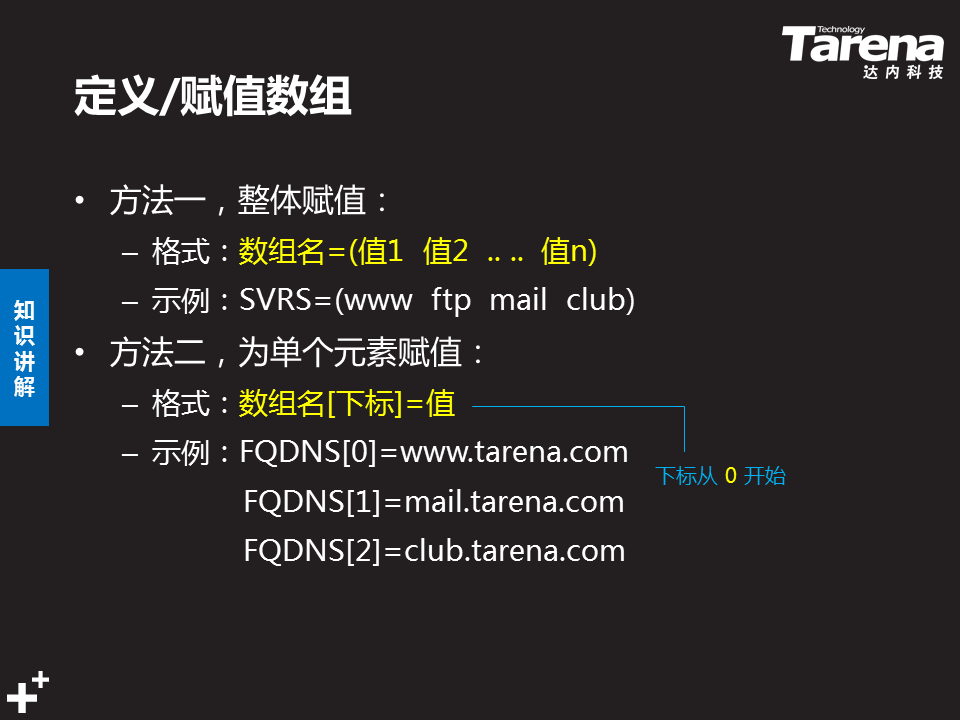 Technology
Tarena
达内科技
定义/赋值数组
• 方法一，整体赋值：
– 格式：数组名=(值1 值2 .. .. 值n)
– 示例：SVRS=(www ftp mail club)
• 方法二，为单个元素赋值：
– 格式：数组名[下标]=值
– 示例：FQDNS[0]=www.tarena.com
下标从 0 开始
FQDNS[1]=mail.tarena.com
FQDNS[2]=club.tarena.com
知识讲解